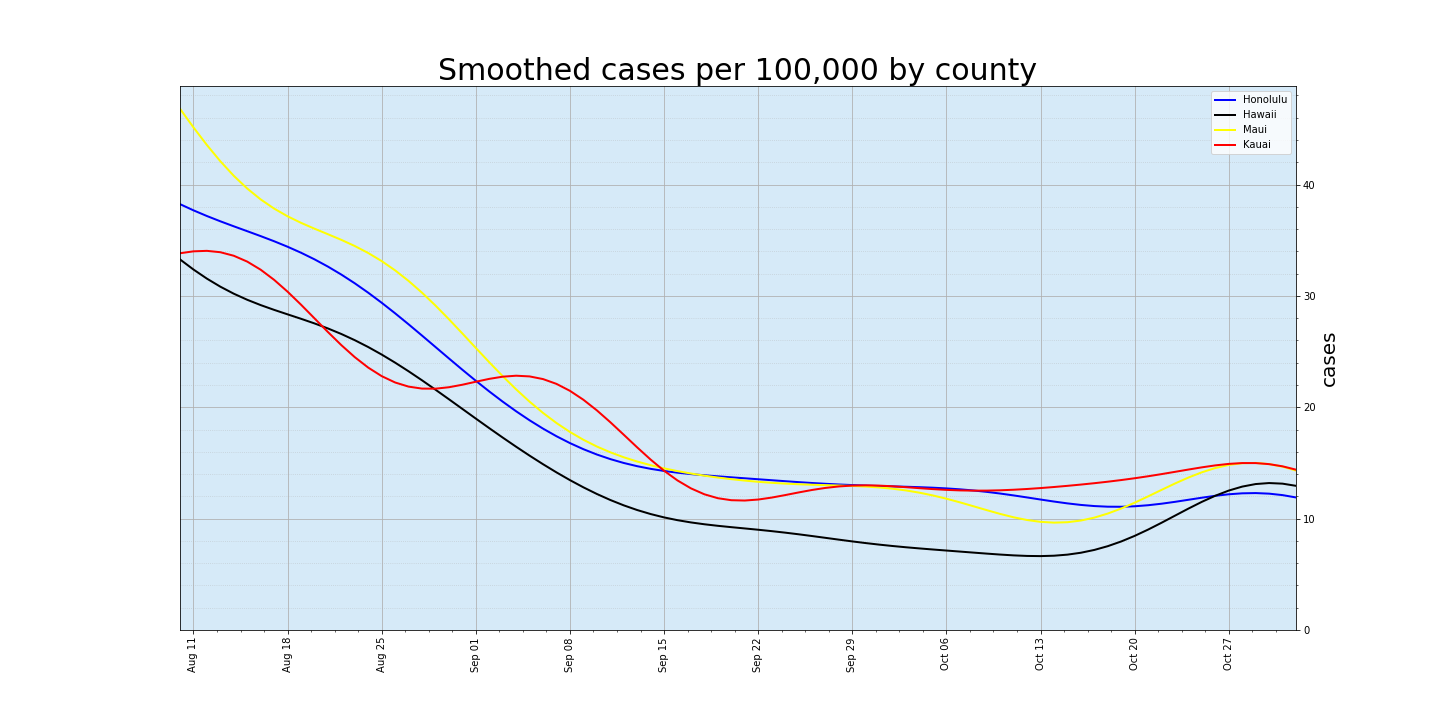 Smoothed cases per 100,000 by county
Honolulu
Hawaii
Maui
Kauai
40
30
20
10
0
cases
Aug 11
Aug 18
Aug 25
Sep 01
Sep 08
Sep 15
Sep 22
Sep 29
Oct 06
Oct 13
Oct 20
Oct 27